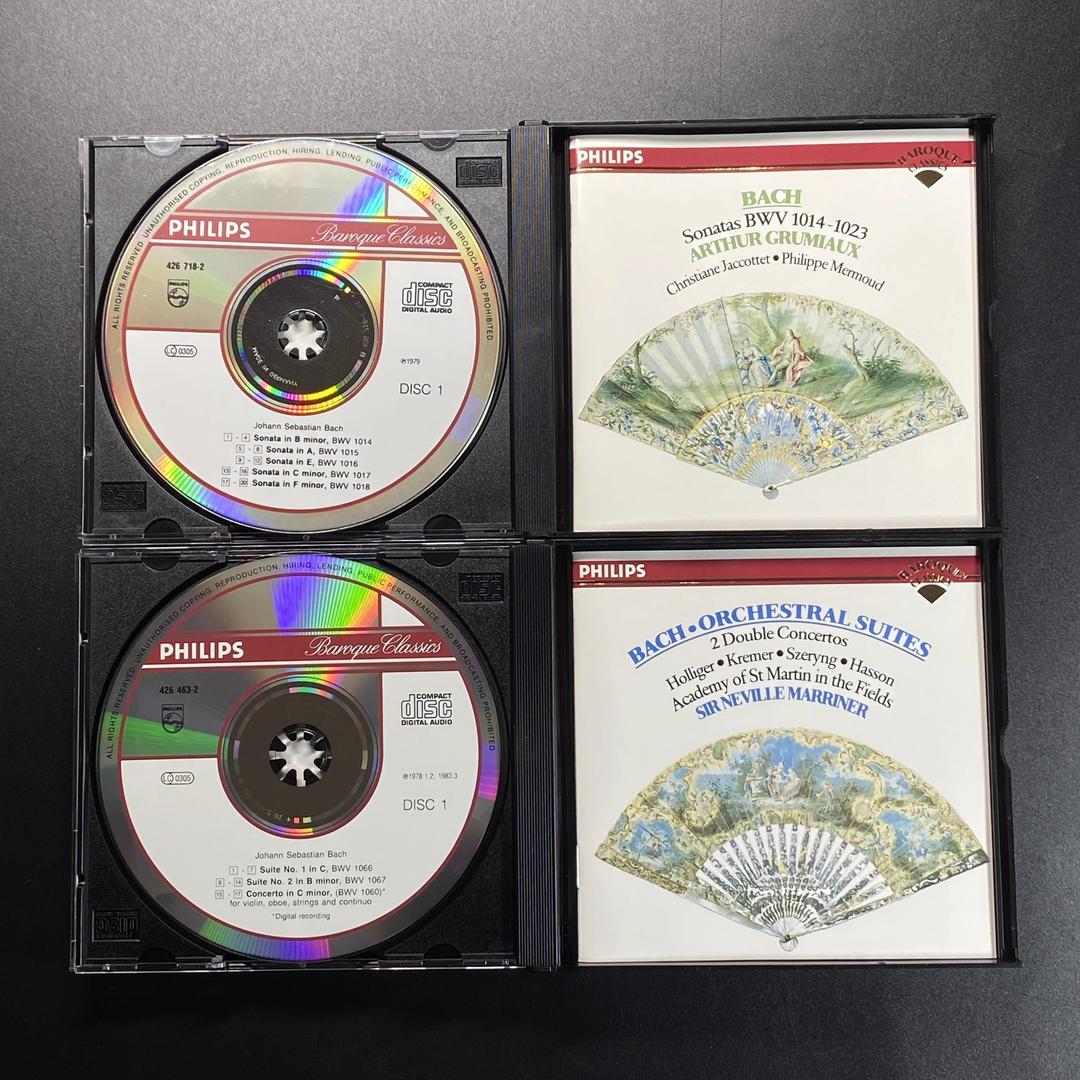 ALL RIGHTS RESERVED. UNAUTHORISED COPYING, REPRODUCTION, HIRING, LENDING, PUBLIC PERFORMANCE AND BROADCASTING PROHIBITED
PHILIPS
Baroque Classics
426 718-2
PHILIPS
COMPACT
disc
DIGITAL AUDIO
LC 0305
℗1979
DISC 1
Johann Sebastian Bach
1 - 4 Sonata in B minor, BWV 1014
5 - 8 Sonata in A, BWV 1015
9 - 12 Sonata in E, BWV 1016
13 - 16 Sonata in C minor, BWV 1017
17 - 20 Sonata in F minor, BWV 1018
COMPACT
disc
DIGITAL AUDIO
PHILIPS
BAROQUE
CLASSICS
BACH
Sonatas BWV 1014-1023
ARTHUR GRUMIAUX
Christiane Jaccottet • Philippe Mermoud
ALL RIGHTS RESERVED. UNAUTHORISED COPYING, REPRODUCTION, HIRING, LENDING, PUBLIC PERFORMANCE AND BROADCASTING PROHIBITED
PHILIPS
Baroque Classics
426 463-2
PHILIPS
COMPACT
disc
DIGITAL AUDIO
LC 0305
℗1978:1,2; 1983:3
DISC 1
Johann Sebastian Bach
1 - 7 Suite No. 1 in C, BWV 1066
8 - 14 Suite No. 2 in B minor, BWV 1067
15 - 17 Concerto in C minor, (BWV 1060)*
for violin, oboe, strings and continuo
*Digital recording
PHILIPS
BAROQUE
CLASSICS
BACH • ORCHESTRAL SUITES
2 Double Concertos
Holliger • Kremer • Szeryng • Hasson
Academy of St Martin in the Fields
SIR NEVILLE MARRINER